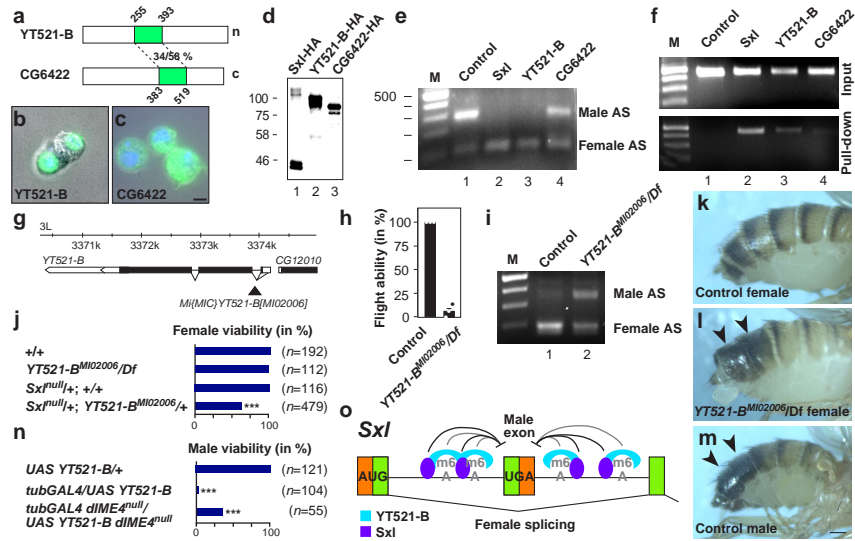 a
255 393
YT521-B n
34/58 %
CG6422 c
383 519
b
YT521-B
c
CG6422
d
Sxl-HA
YT521-B-HA
CG6422-HA
100
75
58
46
1 2 3
e
M Control Sxl YT521-B CG6422
500
Male AS
Female AS
1 2 3 4
f
M Control Sxl YT521-B CG6422
Input
Pull-down
1 2 3 4
g
3L
3371k 3372k 3373k 3374k
YT521-B CG12010
Mi{MIC}YT521-B[MI02006]
h
Flight ability (in %)
100
75
50
25
0
Control
YT521-B^MI02006/Df
i
M Control YT521-B^MI02006/Df
Male AS
Female AS
1 2
j
Female viability (in %)
+/+ (n=192)
YT521-B^MI02006/Df (n=112)
Sxl^null/+; +/+ (n=116)
Sxl^null/+; YT521-B^MI02006/+ *** (n=479)
0 100
k
Control female
l
YT521-B^MI02006/Df female
m
Control male
n
Male viability (in %)
UAS YT521-B/+ (n=121)
tubGAL4/UAS YT521-B *** (n=104)
tubGAL4 dIME4^null/
UAS YT521-B dIME4^null *** (n=55)
0 100
o
Sxl
Male
exon
m6
A
m6
A
m6
A
m6
A
AUG UGA
Female splicing
YT521-B
Sxl